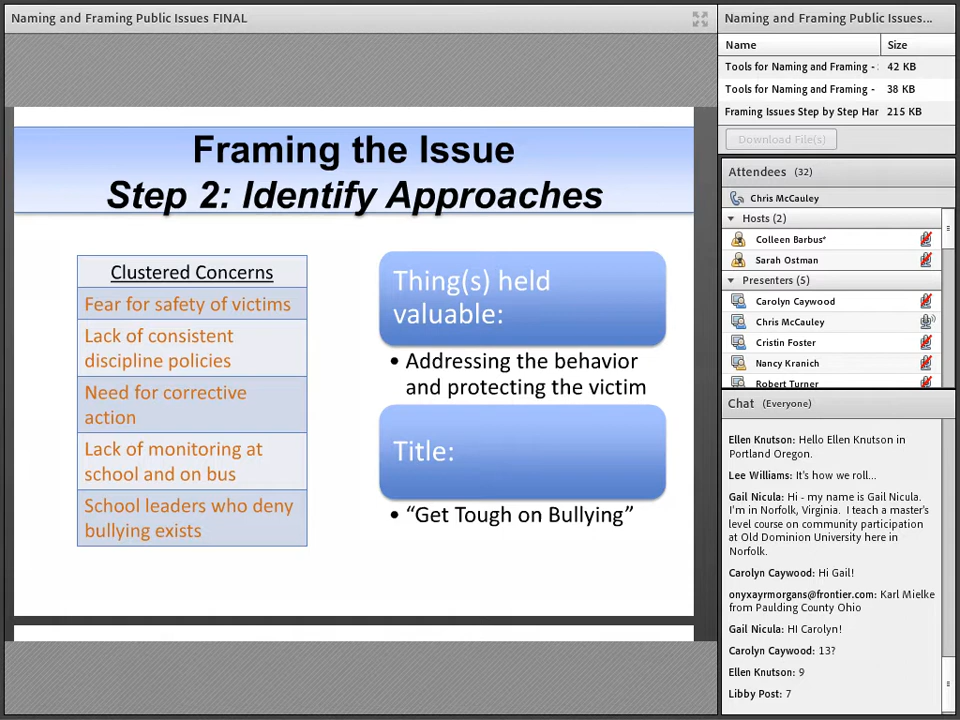 Naming and Framing Public Issues FINAL
Framing the Issue
Step 2: Identify Approaches
Clustered Concerns
Fear for safety of victims
Lack of consistent
discipline policies
Need for corrective
action
Lack of monitoring at
school and on bus
School leaders who deny
bullying exists
Thing(s) held
valuable:
• Addressing the behavior
and protecting the victim
Title:
• “Get Tough on Bullying”
Naming and Framing Public Issues...
Name Size
Tools for Naming and Framing - 42 KB
Tools for Naming and Framing - 38 KB
Framing Issues Step by Step Har 215 KB
Download File(s)
Attendees (32)
Chris McCauley
Hosts (2)
Colleen Barbus*
Sarah Ostman
Presenters (5)
Carolyn Caywood
Chris McCauley
Cristin Foster
Nancy Kranich
Robert Turner
Chat (Everyone)
Ellen Knutson: Hello Ellen Knutson in
Portland Oregon.
Lee Williams: It's how we roll...
Gail Nicula: Hi - my name is Gail Nicula.
I'm in Norfolk, Virginia. I teach a master's
level course on community participation
at Old Dominion University here in
Norfolk.
Carolyn Caywood: Hi Gail!
onyxayrmorgans@frontier.com: Karl Mielke
from Paulding County Ohio
Gail Nicula: HI Carolyn!
Carolyn Caywood: 13?
Ellen Knutson: 9
Libby Post: 7